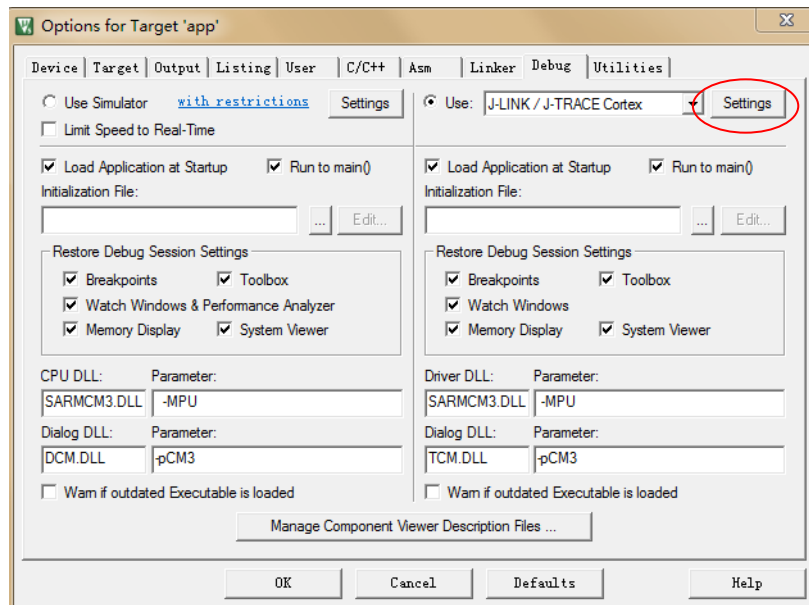 Options for Target 'app'
Device Target Output Listing User C/C++ Asm Linker Debug Utilities
Use Simulator with restrictions Settings
Limit Speed to Real-Time
Use: J-LINK / J-TRACE Cortex Settings
Load Application at Startup Run to main()
Initialization File:
... Edit...
Restore Debug Session Settings
Breakpoints Toolbox
Watch Windows & Performance Analyzer
Memory Display System Viewer
Load Application at Startup Run to main()
Initialization File:
... Edit...
Restore Debug Session Settings
Breakpoints Toolbox
Watch Windows
Memory Display System Viewer
CPU DLL: Parameter:
SARMCM3.DLL -MPU
Dialog DLL: Parameter:
DCM.DLL -pCM3
Warn if outdated Executable is loaded
Driver DLL: Parameter:
SARMCM3.DLL -MPU
Dialog DLL: Parameter:
TCM.DLL -pCM3
Warn if outdated Executable is loaded
Manage Component Viewer Description Files ...
OK Cancel Defaults Help